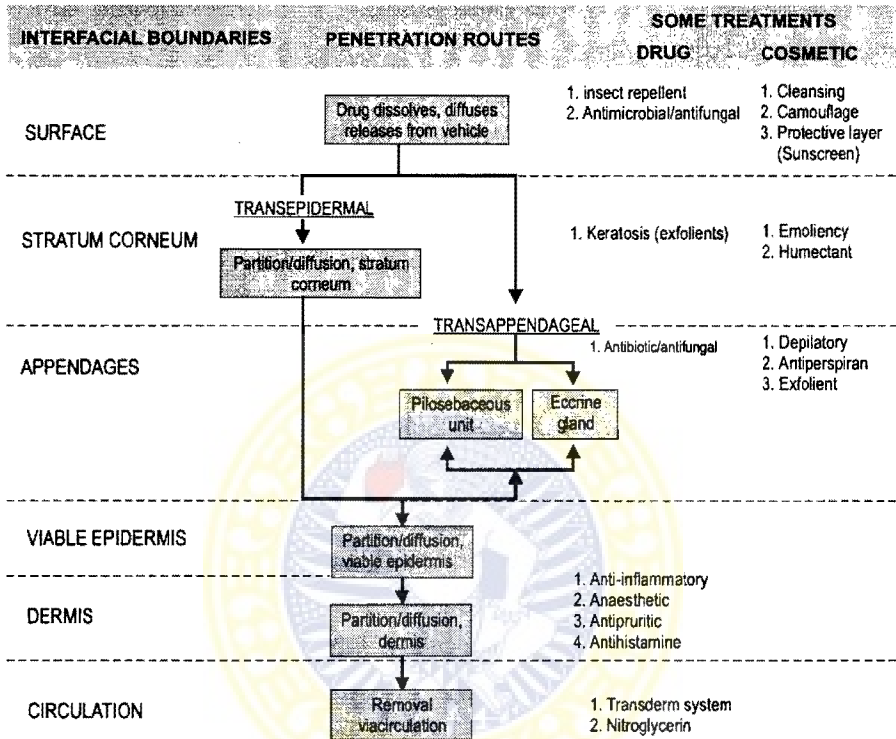 INTERFACIAL BOUNDARIES
PENETRATION ROUTES
SOME TREATMENTS
DRUG
COSMETIC
SURFACE
Drug dissolves, diffuses
releases from vehicle
1. insect repellent
2. Antimicrobial/antifungal
1. Cleansing
2. Camouflage
3. Protective layer
(Sunscreen)
STRATUM CORNEUM
TRANSEPIDERMAL
Partition/diffusion, stratum
corneum
1. Keratosis (exfolients)
1. Emoliency
2. Humectant
APPENDAGES
TRANSAPPENDAGEAL
Pilosebaceous
unit
Eccrine
gland
1. Antibiotic/antifungal
1. Depilatory
2. Antiperspiran
3. Exfolient
VIABLE EPIDERMIS
Partition/diffusion,
viable epidermis
DERMIS
Partition/diffusion,
dermis
1. Anti-inflammatory
2. Anaesthetic
3. Antipruritic
4. Antihistamine
CIRCULATION
Removal
viacirculation
1. Transderm system
2. Nitroglycerin